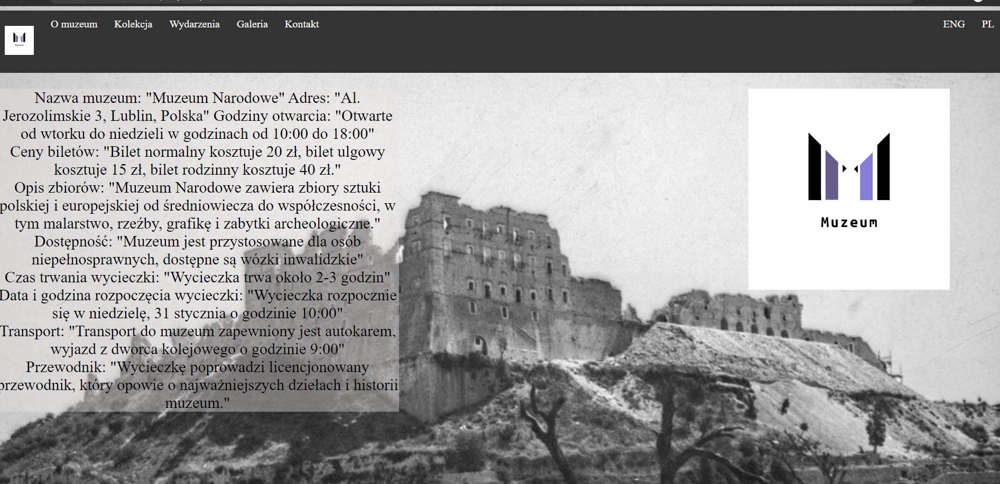 O muzeum Kolekcja Wydarzenia Galeria Kontakt ENG PL
Muzeum
Nazwa muzeum: "Muzeum Narodowe" Adres: "Al.
Jerozolimskie 3, Lublin, Polska" Godziny otwarcia: "Otwarte
od wtorku do niedzieli w godzinach od 10:00 do 18:00"
Ceny biletów: "Bilet normalny kosztuje 20 zł, bilet ulgowy
kosztuje 15 zł, bilet rodzinny kosztuje 40 zł."
Opis zbiorów: "Muzeum Narodowe zawiera zbiory sztuki
polskiej i europejskiej od średniowiecza do współczesności, w
tym malarstwo, rzeźby, grafikę i zabytki archeologiczne."
Dostępność: "Muzeum jest przystosowane dla osób
niepełnosprawnych, dostępne są wózki inwalidzkie"
Czas trwania wycieczki: "Wycieczka trwa około 2-3 godzin"
Data i godzina rozpoczęcia wycieczki: "Wycieczka rozpocznie
się w niedzielę, 31 stycznia o godzinie 10:00"
Transport: "Transport do muzeum zapewniony jest autokarem,
wyjazd z dworca kolejowego o godzinie 9:00"
Przewodnik: "Wycieczkę poprowadzi licencjonowany
przewodnik, który opowie o najważniejszych dziełach i historii
muzeum."
Muzeum